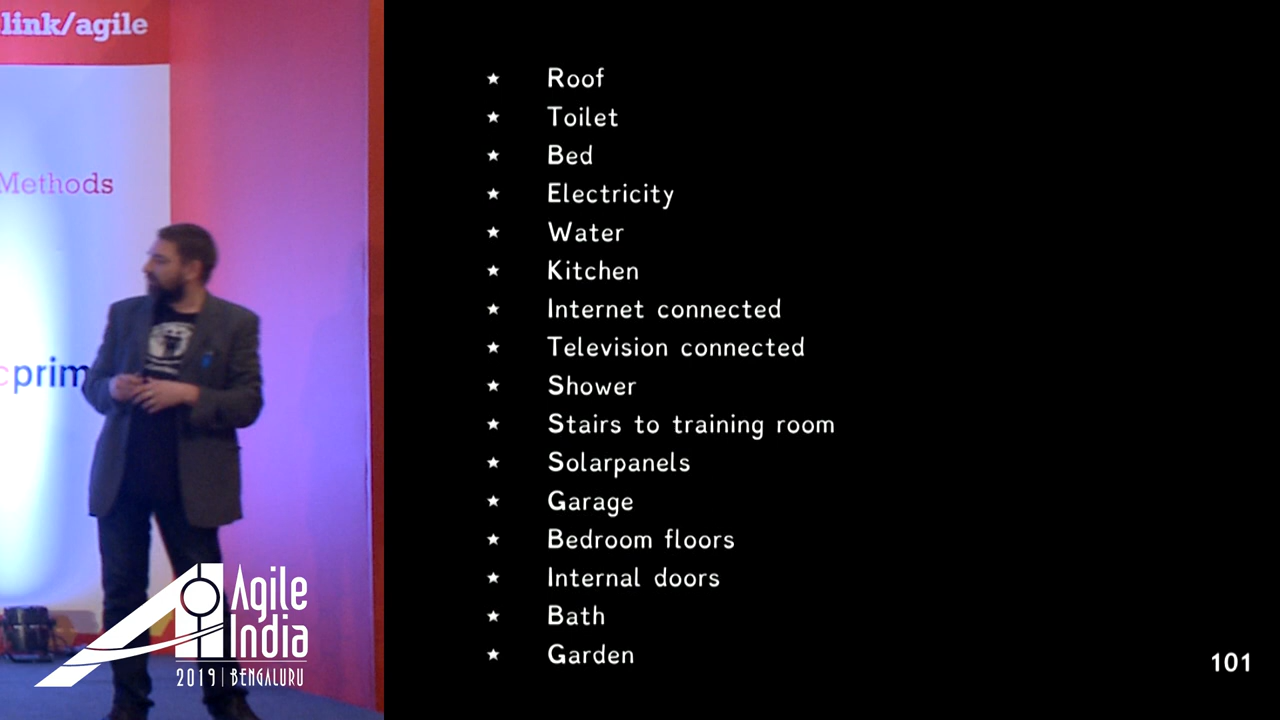 link/agile
Methods
cprim
Agile
India
2019 | BENGALURU
★ Roof
★ Toilet
★ Bed
★ Electricity
★ Water
★ Kitchen
★ Internet connected
★ Television connected
★ Shower
★ Stairs to training room
★ Solarpanels
★ Garage
★ Bedroom floors
★ Internal doors
★ Bath
★ Garden
101